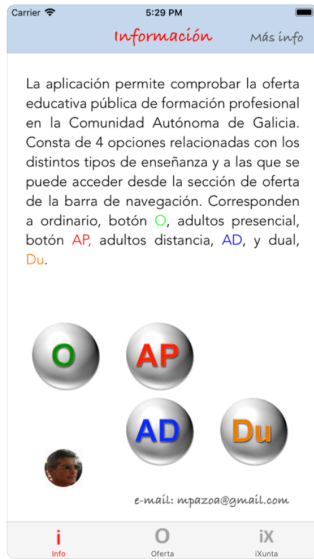 Carrier 5:29 PM
Información Más info
La aplicación permite comprobar la oferta
educativa pública de formación profesional
en la Comunidad Autónoma de Galicia.
Consta de 4 opciones relacionadas con los
distintos tipos de enseñanza y a las que se
puede acceder desde la sección de oferta
de la barra de navegación. Corresponden
a ordinario, botón O, adultos presencial,
botón AP, adultos distancia, AD, y dual,
Du.
O AP
AD Du
e-mail: mpazoa@gmail.com
i O iX
Info Oferta iXunta